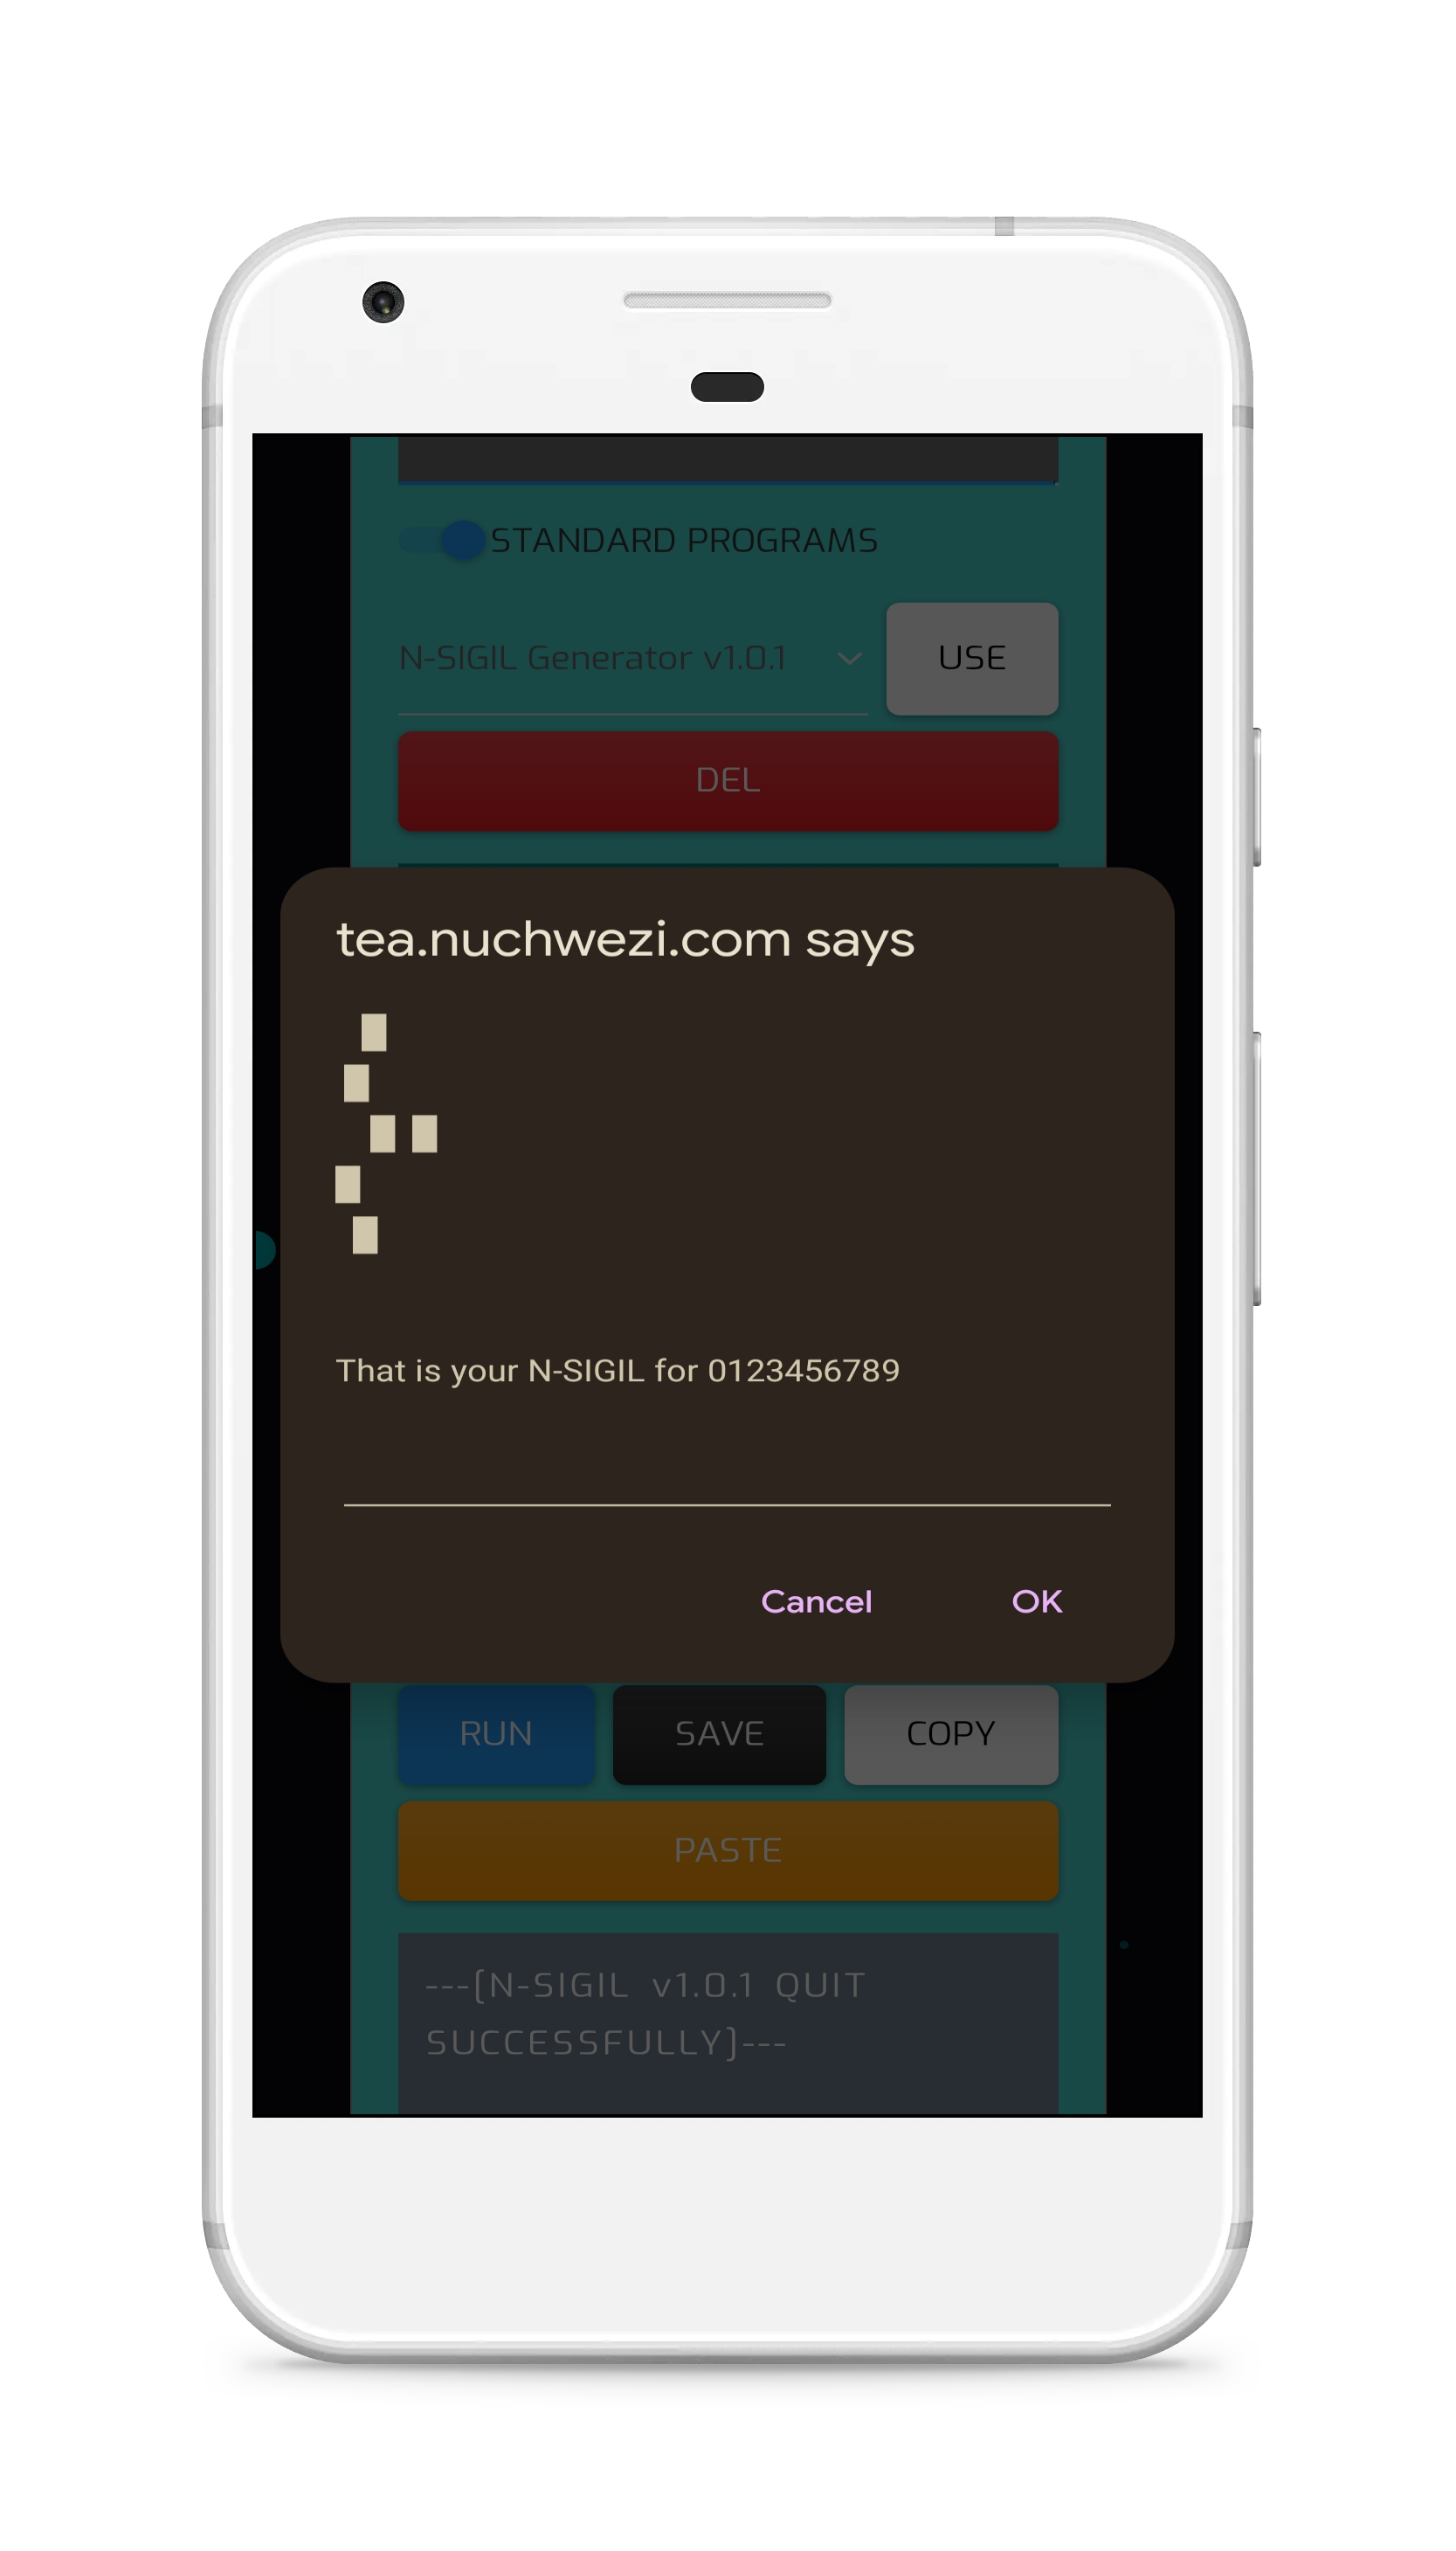 STANDARD PROGRAMS
N-SIGIL Generator v1.0.1
USE
DEL
tea.nuchwezi.com says
That is your N-SIGIL for 0123456789
Cancel
OK
RUN
SAVE
COPY
PASTE
---[N-SIGIL v1.0.1 QUIT
SUCCESSFULLY]---